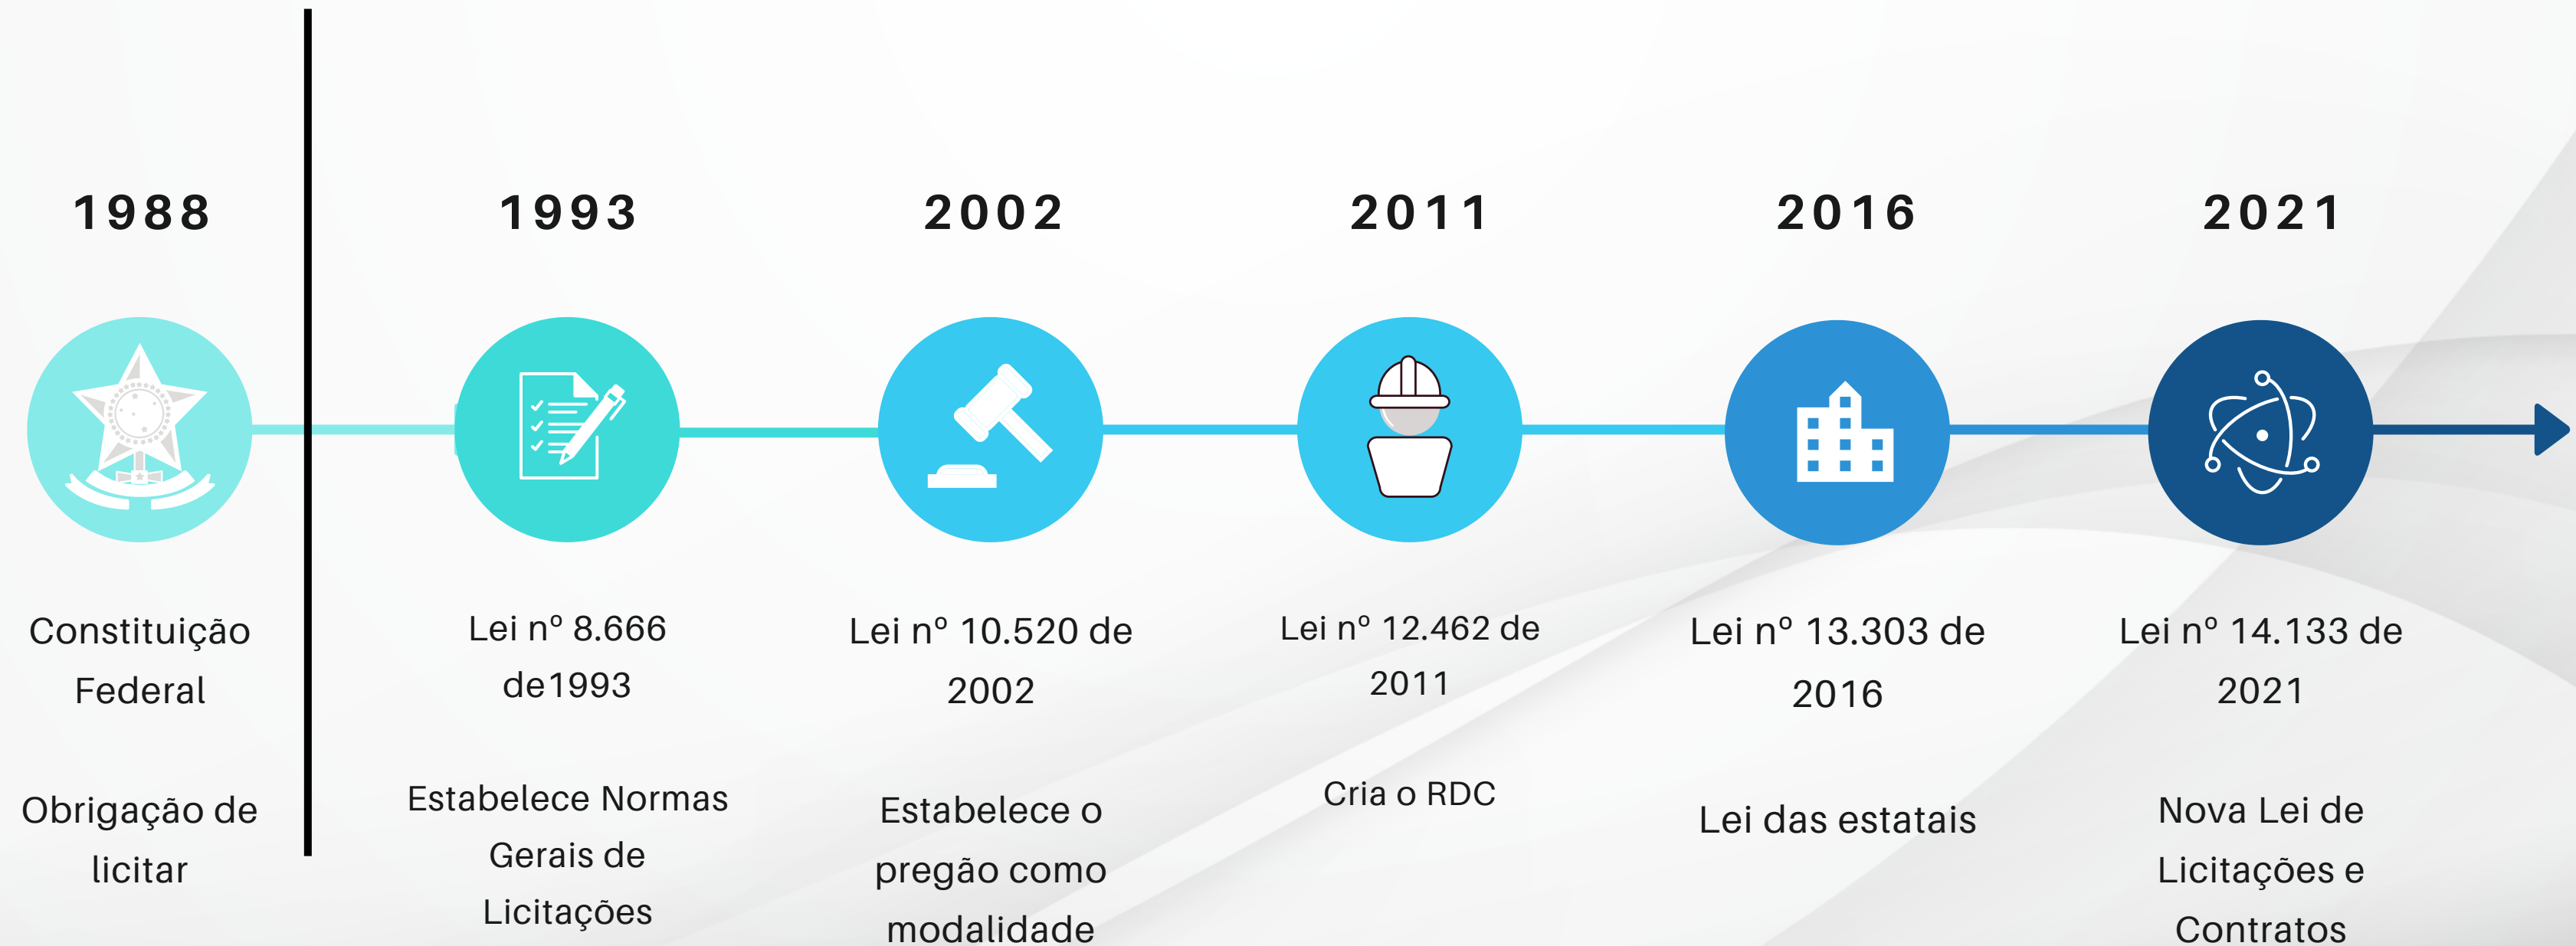 1988
Constituição
Federal
Obrigação de
licitar
1993
Lei nº 8.666
de1993
Estabelece Normas
Gerais de
Licitações
2002
Lei nº 10.520 de
2002
Estabelece o
pregão como
modalidade
2011
Lei nº 12.462 de
2011
Cria o RDC
2016
Lei nº 13.303 de
2016
Lei das estatais
2021
Lei nº 14.133 de
2021
Nova Lei de
Licitações e
Contratos